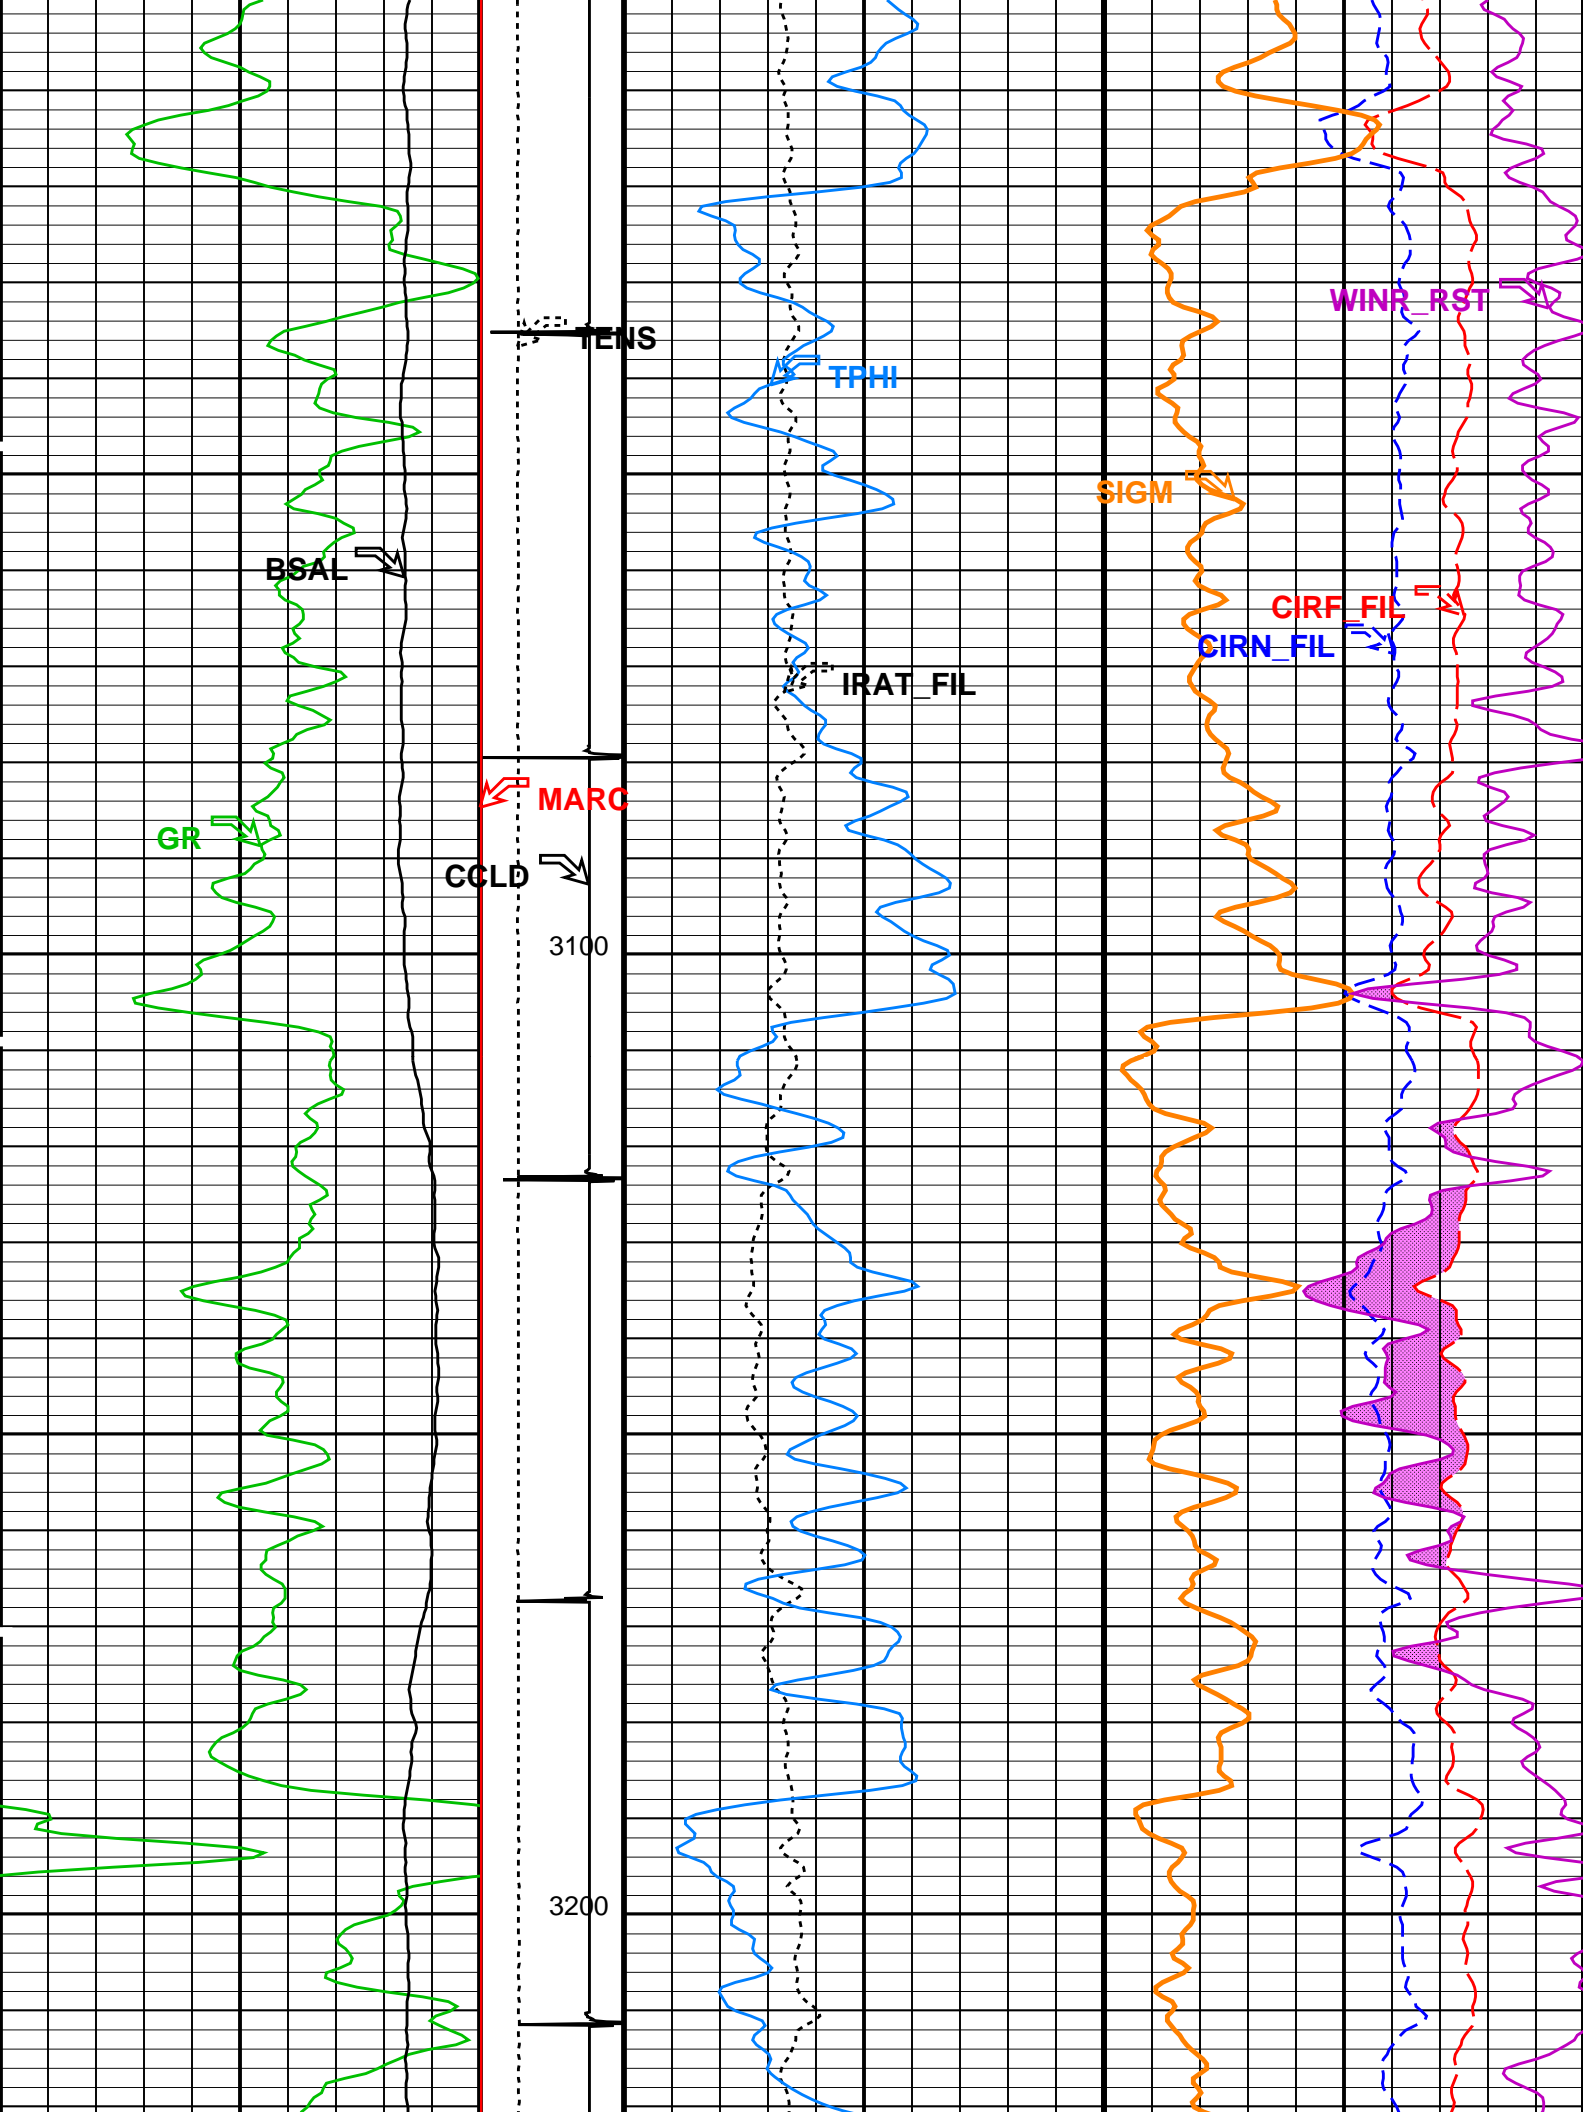 WINR_RST
TENS
TPHI
SIGM
BSAL
CIRF_FIL
CIRN_FIL
IRAT_FIL
MARC
GR
CCLD
3100
3200